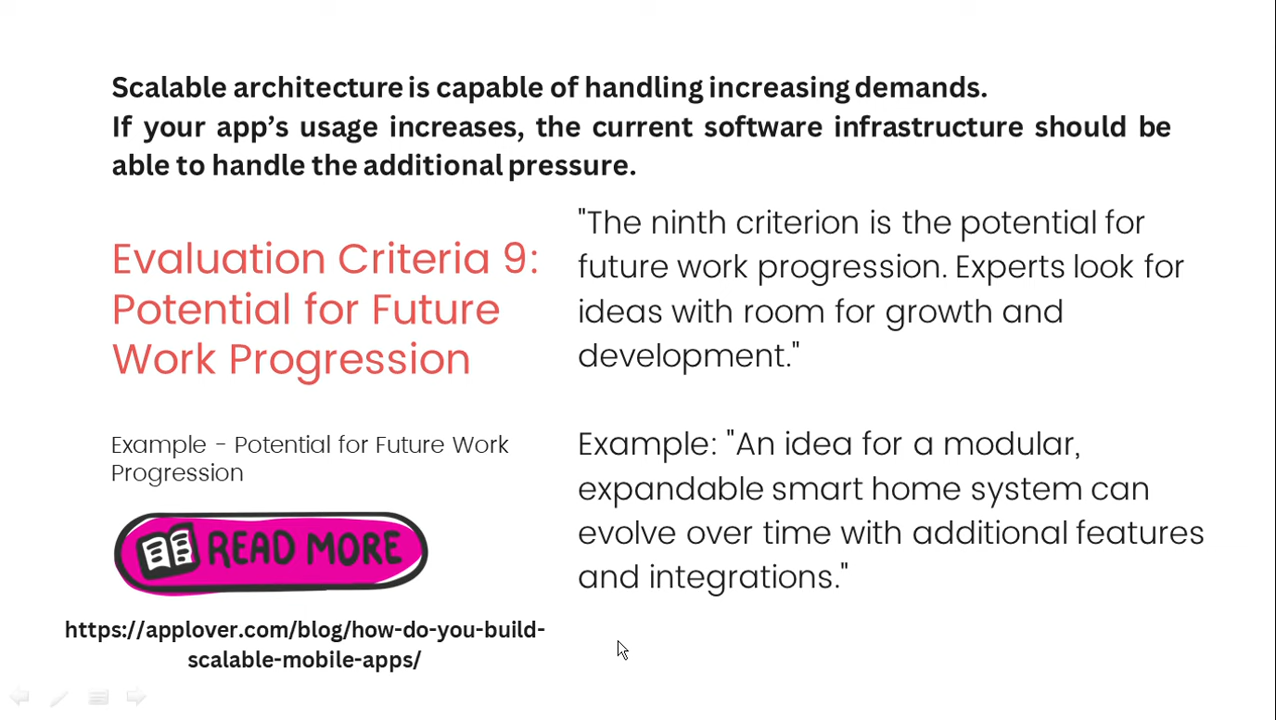 Scalable architecture is capable of handling increasing demands.
If your app’s usage increases, the current software infrastructure should be
able to handle the additional pressure.
Evaluation Criteria 9:
Potential for Future
Work Progression
Example - Potential for Future Work
Progression
READ MORE
https://applover.com/blog/how-do-you-build-
scalable-mobile-apps/
"The ninth criterion is the potential for
future work progression. Experts look for
ideas with room for growth and
development."
Example: "An idea for a modular,
expandable smart home system can
evolve over time with additional features
and integrations."